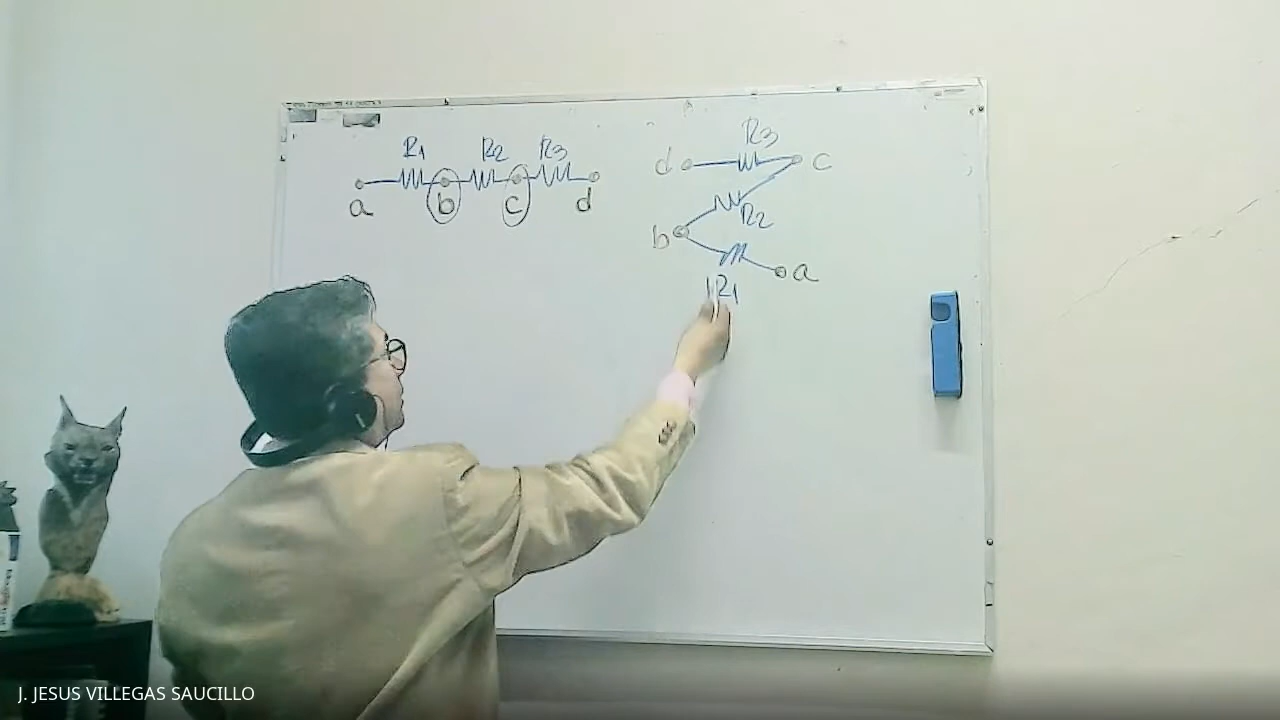 R1 R2 R3
a b c d
R3
d c
R2
b
a
R1
J. JESUS VILLEGAS SAUCILLO